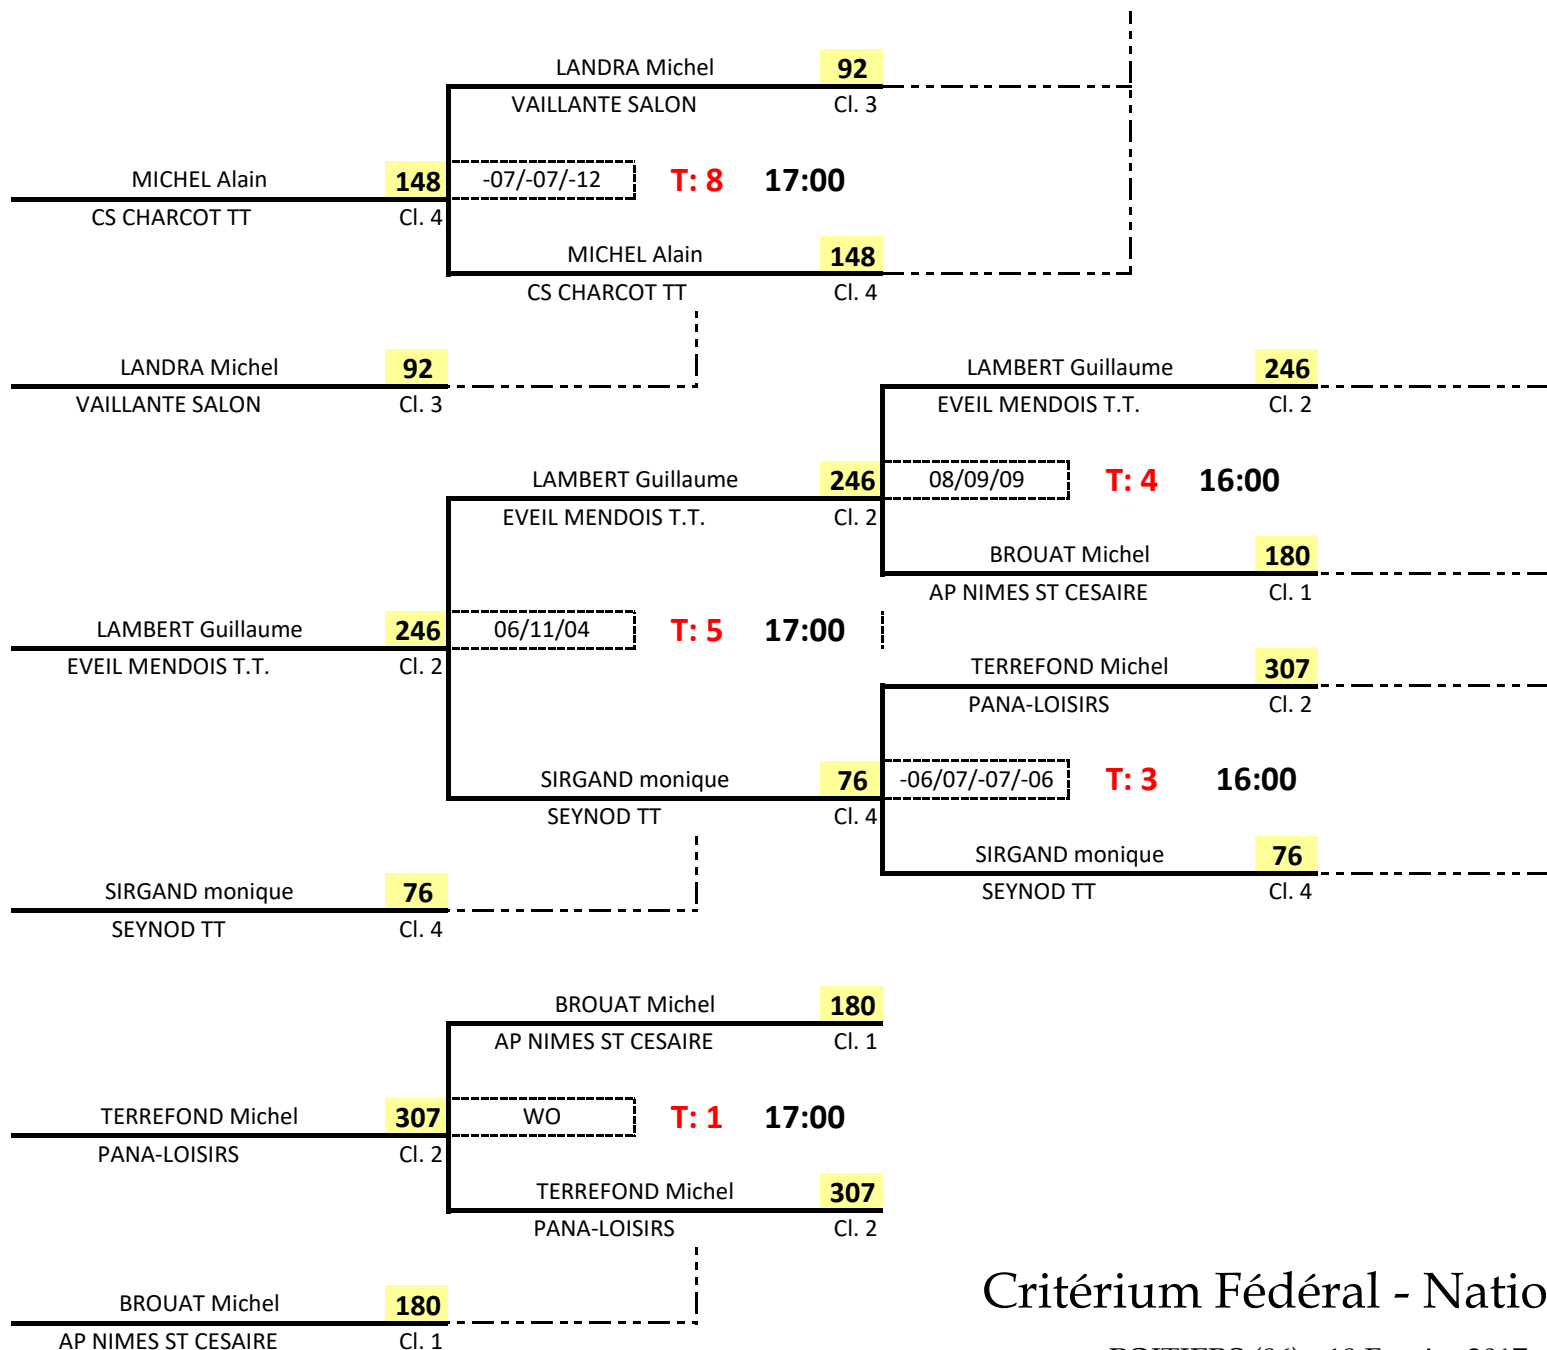 LANDRA Michel 92
VAILLANTE SALON Cl. 3
MICHEL Alain 148 -07/-07/-12 T: 8 17:00
CS CHARCOT TT Cl. 4
MICHEL Alain 148
CS CHARCOT TT Cl. 4
LANDRA Michel 92 LAMBERT Guillaume 246
VAILLANTE SALON Cl. 3 EVEIL MENDOIS T.T. Cl. 2
LAMBERT Guillaume 246 08/09/09 T: 4 16:00
EVEIL MENDOIS T.T. Cl. 2
BROUAT Michel 180
AP NIMES ST CESAIRE Cl. 1
LAMBERT Guillaume 246 06/11/04 T: 5 17:00
EVEIL MENDOIS T.T. Cl. 2 TERREFOND Michel 307
PANA-LOISIRS Cl. 2
SIRGAND monique 76 -06/07/-07/-06 T: 3 16:00
SEYNOD TT Cl. 4
SIRGAND monique 76
SEYNOD TT Cl. 4
SIRGAND monique 76
SEYNOD TT Cl. 4
BROUAT Michel 180
AP NIMES ST CESAIRE Cl. 1
TERREFOND Michel 307 WO T: 1 17:00
PANA-LOISIRS Cl. 2
TERREFOND Michel 307
PANA-LOISIRS Cl. 2
Critérium Fédéral - Natio
BROUAT Michel 180
AP NIMES ST CESAIRE Cl. 1